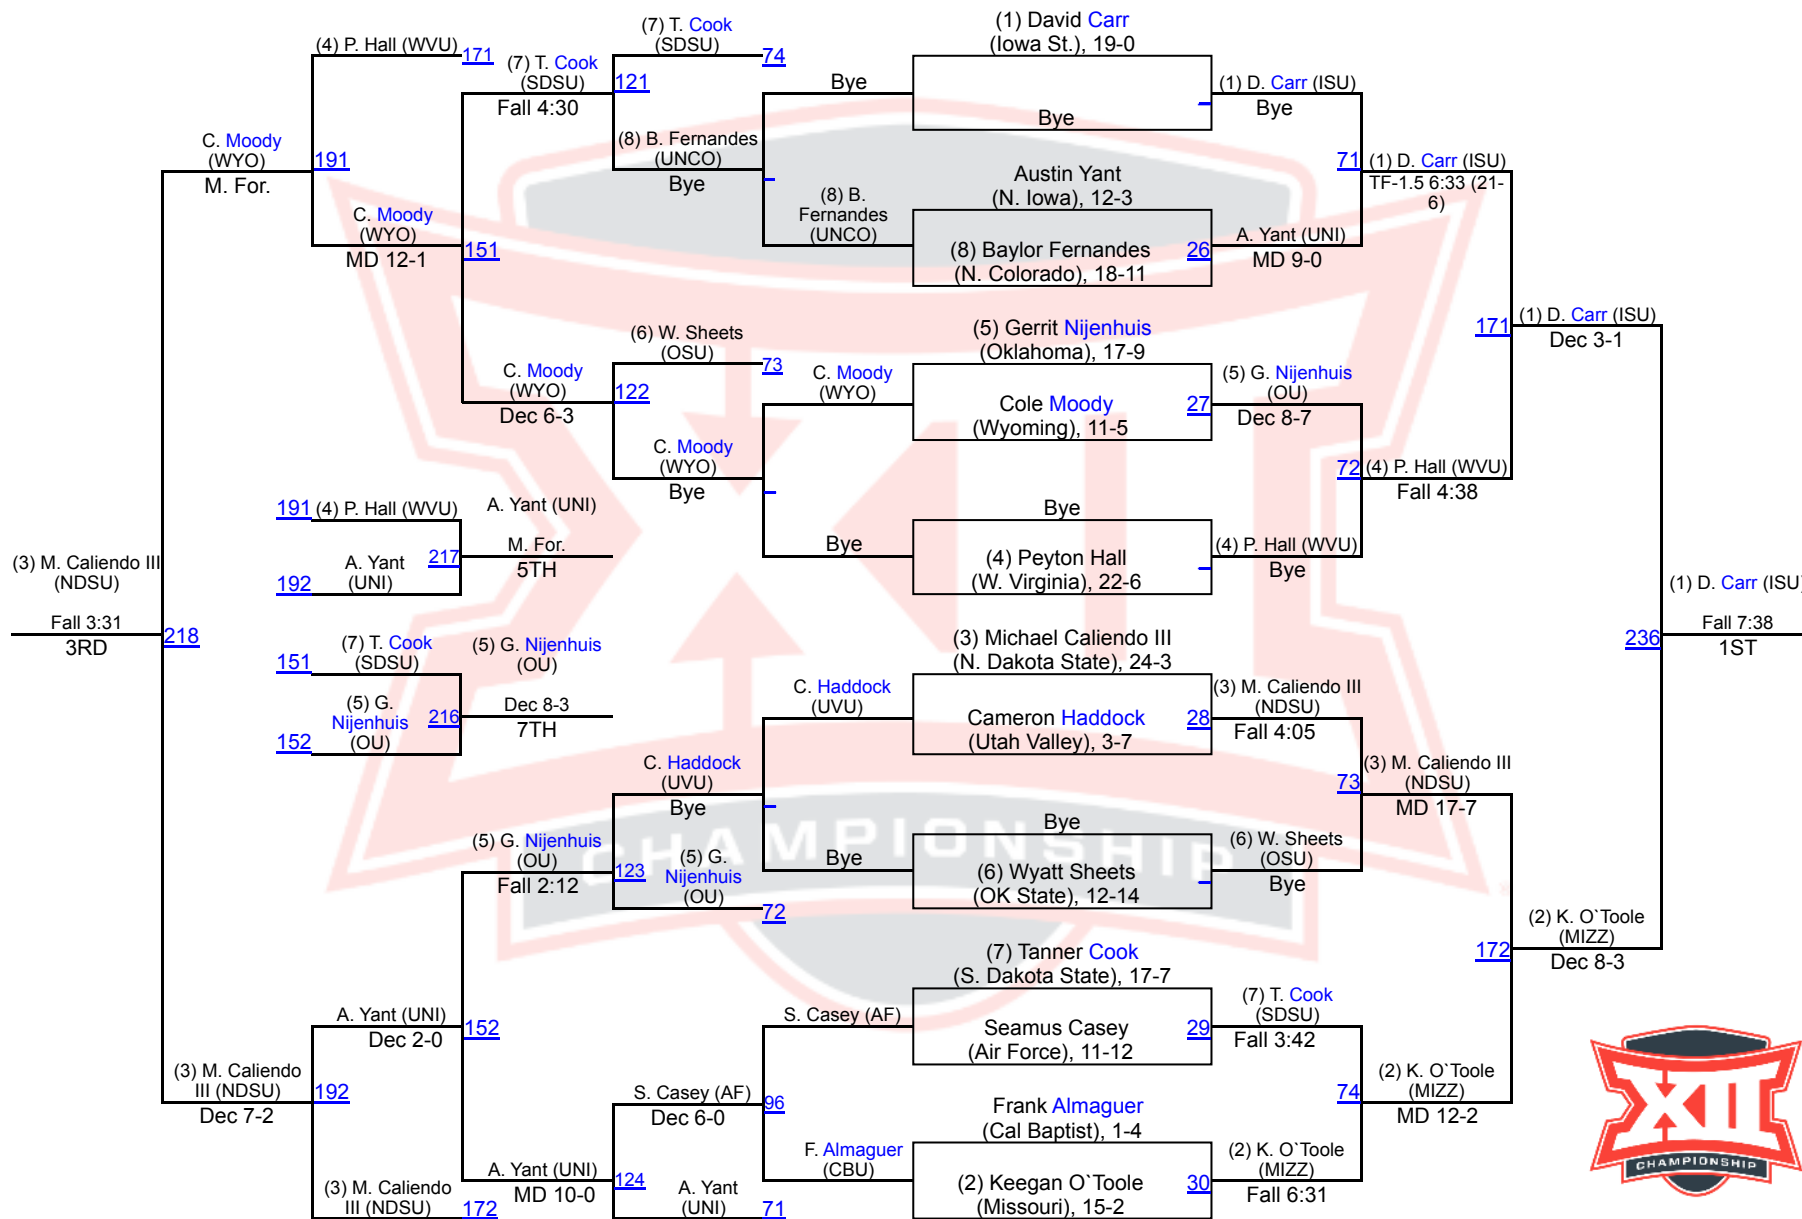 (1) David Carr
(Iowa St.), 19-0
Bye
Austin Yant
(N. Iowa), 12-3
(8) Baylor Fernandes
(N. Colorado), 18-11
26
(5) Gerrit Nijenhuis
(Oklahoma), 17-9
Cole Moody
(Wyoming), 11-5
27
Bye
(4) Peyton Hall
(W. Virginia), 22-6
(3) Michael Caliendo III
(N. Dakota State), 24-3
Cameron Haddock
(Utah Valley), 3-7
28
Bye
(6) Wyatt Sheets
(OK State), 12-14
(7) Tanner Cook
(S. Dakota State), 17-7
Seamus Casey
(Air Force), 11-12
29
Frank Almaguer
(Cal Baptist), 1-4
(2) Keegan O`Toole
(Missouri), 15-2
30
(1) D. Carr (ISU)
Bye
A. Yant (UNI)
MD 9-0
71
(5) G. Nijenhuis
(OU)
Dec 8-7
(4) P. Hall (WVU)
Bye
72
(3) M. Caliendo III
(NDSU)
Fall 4:05
(6) W. Sheets
(OSU)
Bye
73
(7) T. Cook
(SDSU)
Fall 3:42
(2) K. O`Toole
(MIZZ)
Fall 6:31
74
(1) D. Carr (ISU)
TF-1.5 6:33 (21-
6)
(4) P. Hall (WVU)
Fall 4:38
171
(3) M. Caliendo III
(NDSU)
MD 17-7
(2) K. O`Toole
(MIZZ)
MD 12-2
172
(1) D. Carr (ISU)
Dec 3-1
(2) K. O`Toole
(MIZZ)
Dec 8-3
236
(1) D. Carr (ISU)
Fall 7:38
1ST
Bye
(8) B.
Fernandes
(UNCO)
C. Moody
(WYO)
Bye
C. Haddock
(UVU)
Bye
S. Casey (AF)
F. Almaguer
(CBU)
96
(7) T. Cook
(SDSU)
74
(8) B. Fernandes
(UNCO)
Bye
121
(6) W. Sheets
(OSU)
73
C. Moody
(WYO)
Bye
122
C. Haddock
(UVU)
Bye
(5) G.
Nijenhuis
(OU)
72
123
S. Casey (AF)
Dec 6-0
A. Yant
(UNI)
71
124
(7) T. Cook
(SDSU)
Fall 4:30
C. Moody
(WYO)
Dec 6-3
151
(5) G. Nijenhuis
(OU)
Fall 2:12
A. Yant (UNI)
MD 10-0
152
(4) P. Hall (WVU)
171
C. Moody
(WYO)
MD 12-1
191
A. Yant (UNI)
Dec 2-0
(3) M. Caliendo
III (NDSU)
172
192
C. Moody
(WYO)
M. For.
(3) M. Caliendo
III (NDSU)
Dec 7-2
218
(3) M. Caliendo III
(NDSU)
Fall 3:31
3RD
191
(4) P. Hall (WVU)
192
A. Yant
(UNI)
217
A. Yant (UNI)
M. For.
5TH
151
(7) T. Cook
(SDSU)
152
(5) G.
Nijenhuis
(OU)
216
(5) G. Nijenhuis
(OU)
Dec 8-3
7TH
XII
CHAMPIONSHIP
XII
CHAMPIONSHIP